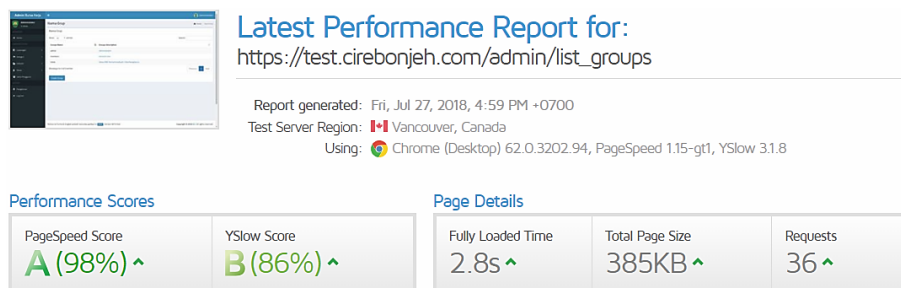 Latest Performance Report for:
https://test.cirebonjeh.com/admin/list_groups
Report generated: Fri, Jul 27, 2018, 4:59 PM +0700
Test Server Region: Vancouver, Canada
Using: Chrome (Desktop) 62.0.3202.94, PageSpeed 1.15-gt1, YSlow 3.1.8
Performance Scores
Page Details
PageSpeed Score
YSlow Score
Fully Loaded Time
Total Page Size
Requests
A (98%)
B (86%)
2.8s
385KB
36